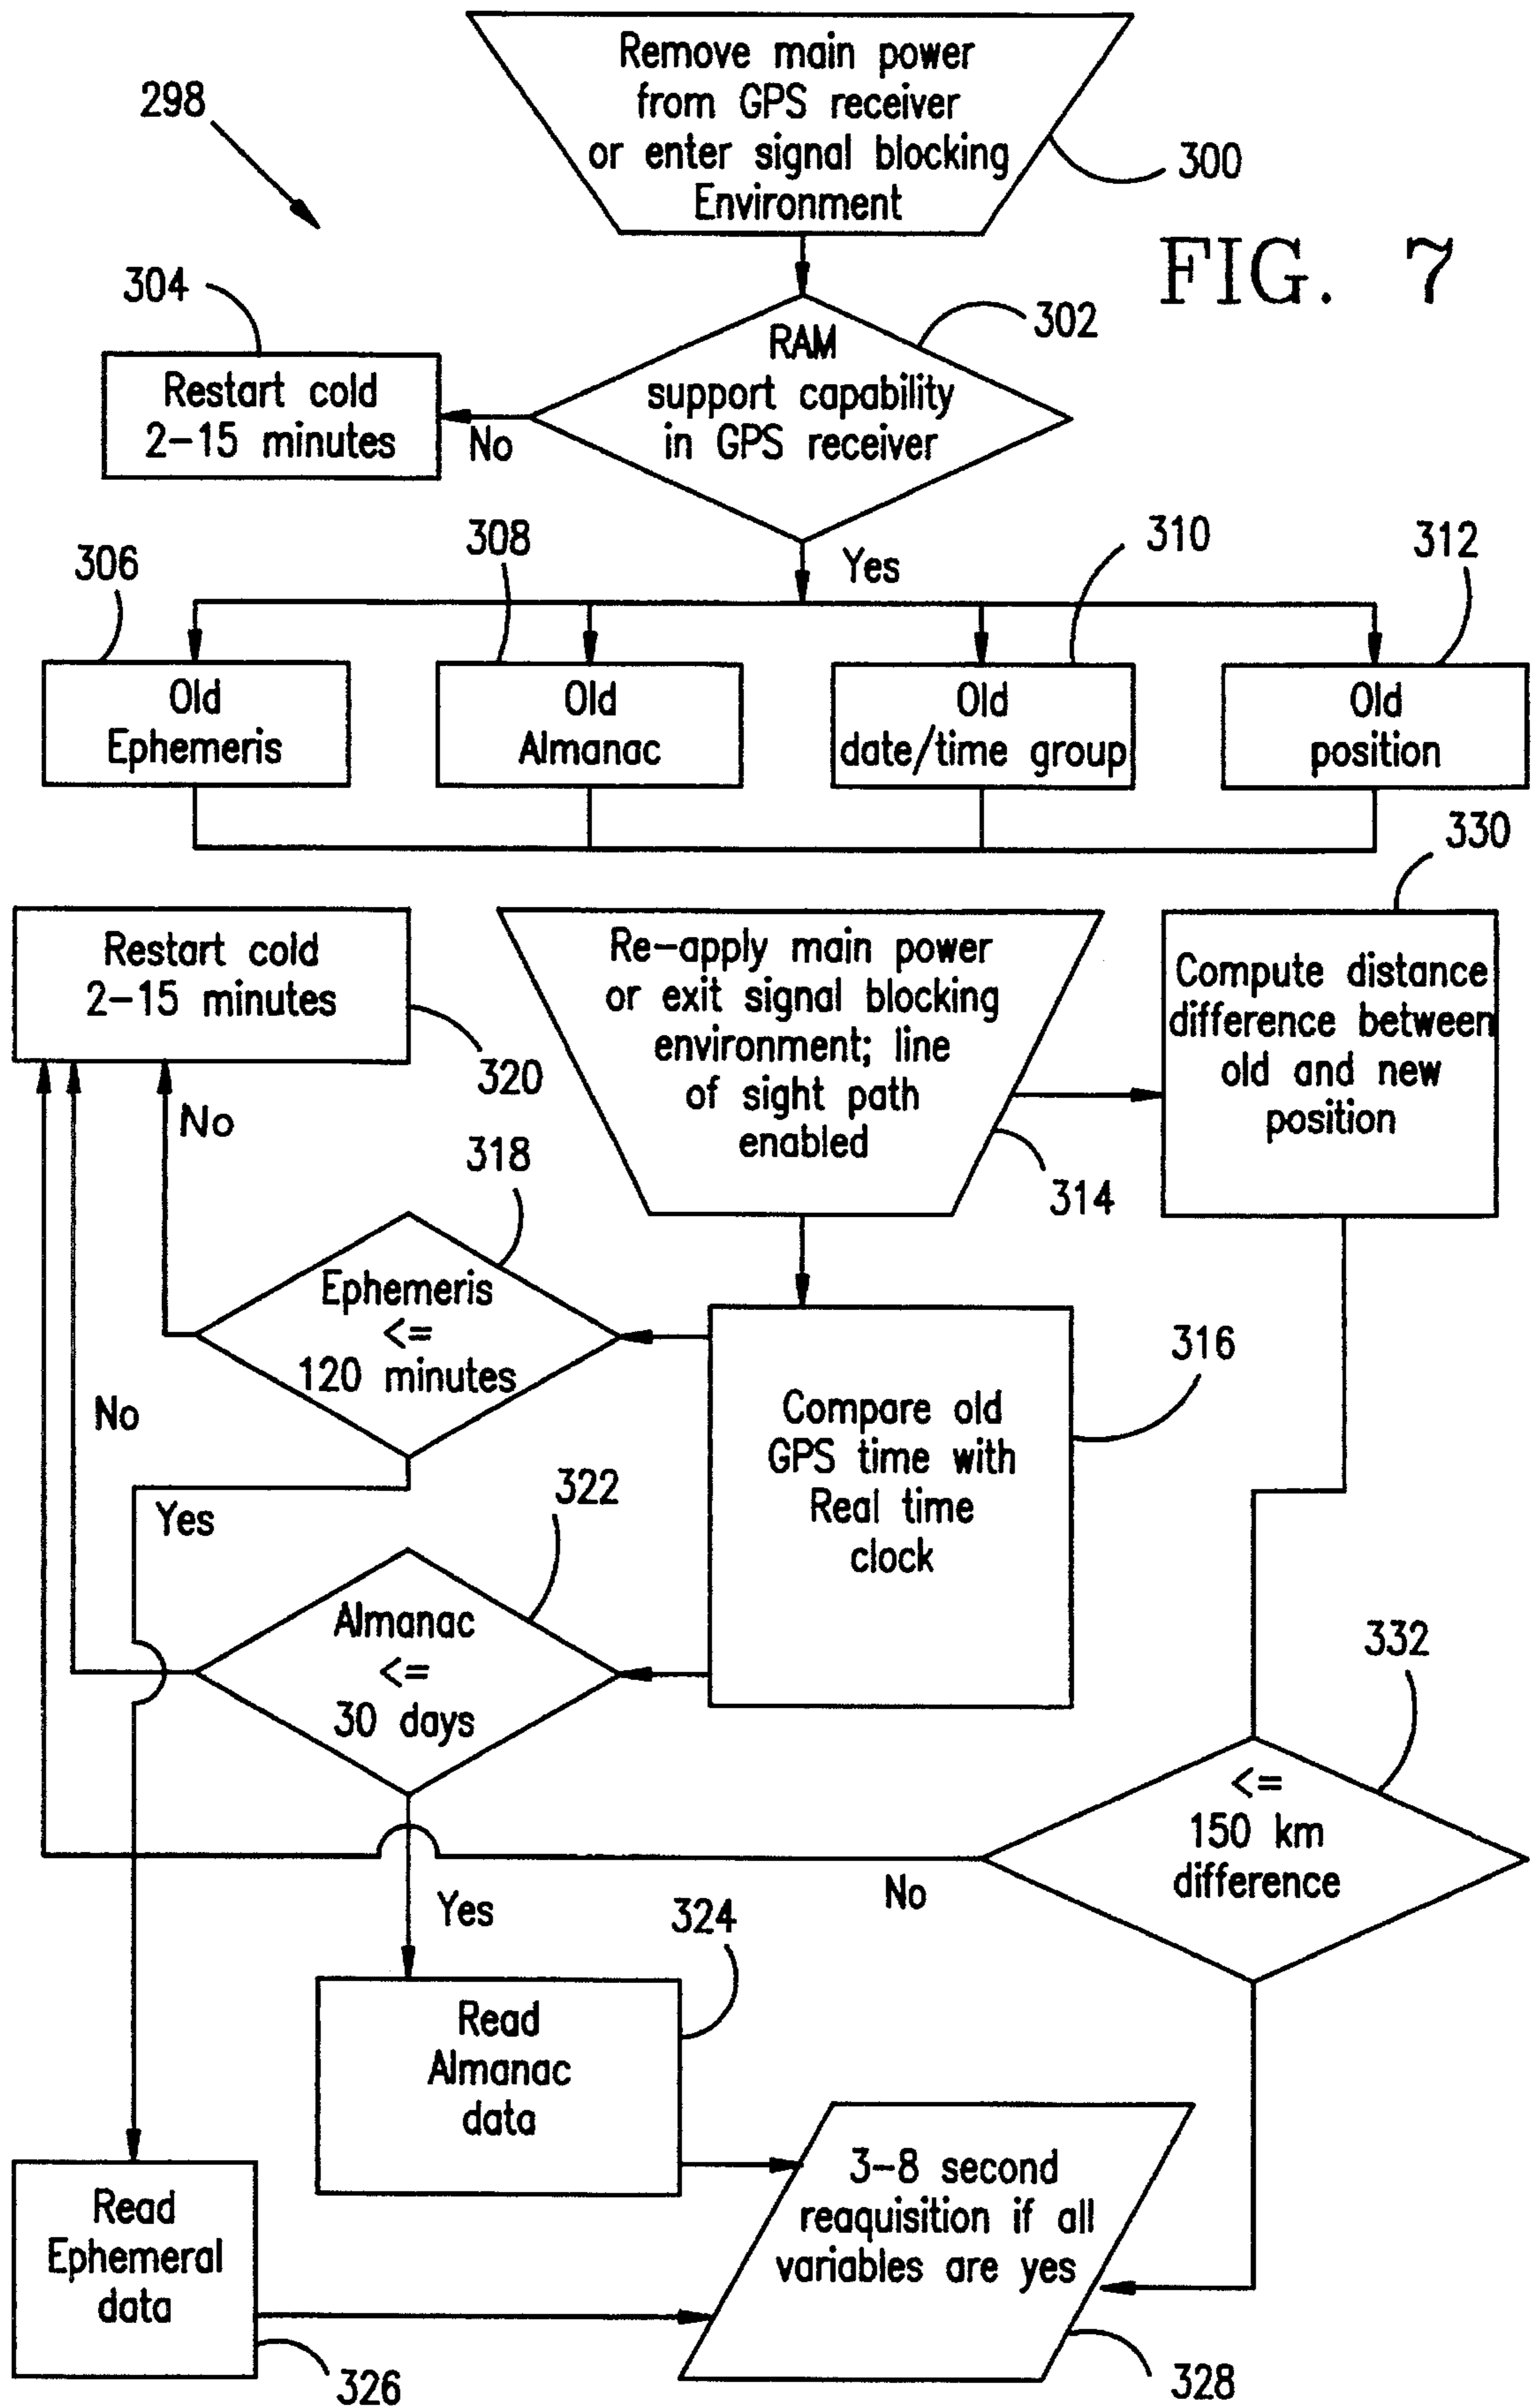 Remove main power
from GPS receiver
or enter signal blocking
Environment
298
300
FIG. 7
304
302
RAM
support capability
in GPS receiver
Restart cold
2-15 minutes
No
Yes
306
308
310
312
Old
Ephemeris
Old
Almanac
Old
date/time group
Old
position
330
Restart cold
2-15 minutes
320
Re-apply main power
or exit signal blocking
environment; line
of sight path
enabled
314
Compute distance
difference between
old and new
position
No
318
Ephemeris
<=
120 minutes
316
Compare old
GPS time with
Real time
clock
No
Yes
322
Almanac
<=
30 days
332
<=
150 km
difference
No
Yes
324
Read
Almanac
data
3-8 second
reaquisition if all
variables are yes
Read
Ephemeral
data
326
328